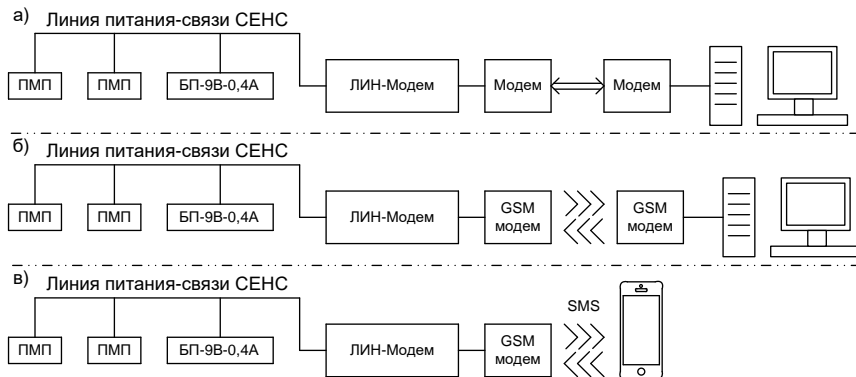 а)
Линия питания-связи СЕНС
ПМП
ПМП
БП-9В-0,4А
ЛИН-Модем
Модем
Модем
б)
Линия питания-связи СЕНС
ПМП
ПМП
БП-9В-0,4А
ЛИН-Модем
GSM
модем
GSM
модем
в)
Линия питания-связи СЕНС
ПМП
ПМП
БП-9В-0,4А
ЛИН-Модем
GSM
модем
SMS